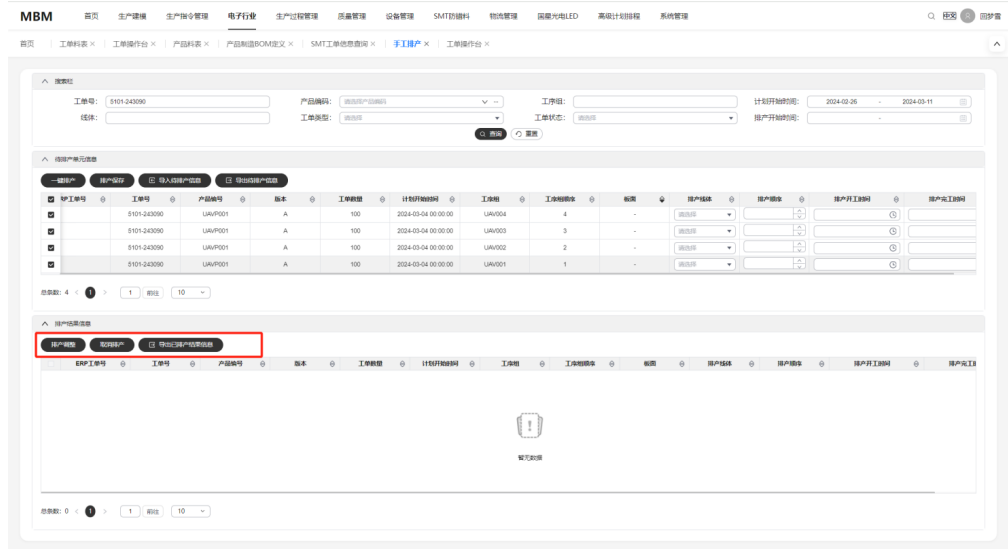 MBM 首页 生产建模 生产指令管理 电子行业 生产过程管理 质量管理 设备管理 SMT防错料 物流管理 国星光电LED 高级计划排程 系统管理
首页 工单料表 × 工单操作台 × 产品料表 × 产品制造BOM定义 × SMT工单信息查询 × 手工排产 × 工单操作台 ×
搜索栏
工单号: 5101-243090 产品编码: 请选择产品编码 工序组: 计划开始时间: 2024-02-26 - 2024-03-11
线体: 工单类型: 请选择 工单状态: 请选择 排产开始时间: -
查询 重置
待排产单元信息
一键排产 排产保存 导入待排产信息 导出待排产信息
RP工单号 工单号 产品编号 版本 工单数量 计划开始时间 工序组 工序组顺序 板面 排产线体 排产顺序 排产开工时间 排产完工时间
5101-243090 UAVP001 A 100 2024-03-04 00:00:00 UAV004 4 - 请选择
5101-243090 UAVP001 A 100 2024-03-04 00:00:00 UAV003 3 - 请选择
5101-243090 UAVP001 A 100 2024-03-04 00:00:00 UAV002 2 - 请选择
5101-243090 UAVP001 A 100 2024-03-04 00:00:00 UAV001 1 - 请选择
总条数: 4 < 1 > 1 前往 10
排产结果信息
排产调整 取消排产 导出已排产结果信息
ERP工单号 工单号 产品编号 版本 工单数量 计划开始时间 工序组 工序组顺序 板面 排产线体 排产顺序 排产开工时间 排产完工时
暂无数据
总条数: 0 < 1 > 1 前往 10